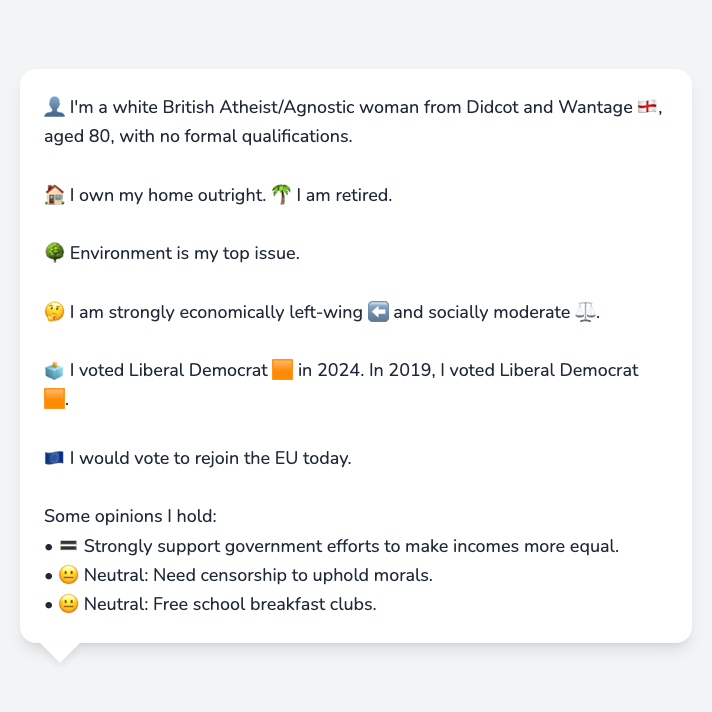 👤 I'm a white British Atheist/Agnostic woman from Didcot and Wantage 🏴󠁧󠁢󠁥󠁮󠁧󠁿,
aged 80, with no formal qualifications.
🏠 I own my home outright. 🌴 I am retired.
🌳 Environment is my top issue.
🤔 I am strongly economically left-wing ⬅️ and socially moderate ⚖️.
🗳️ I voted Liberal Democrat 🟧 in 2024. In 2019, I voted Liberal Democrat
🟧.
🇪🇺 I would vote to rejoin the EU today.
Some opinions I hold:
• 🟰 Strongly support government efforts to make incomes more equal.
• 😐 Neutral: Need censorship to uphold morals.
• 😐 Neutral: Free school breakfast clubs.